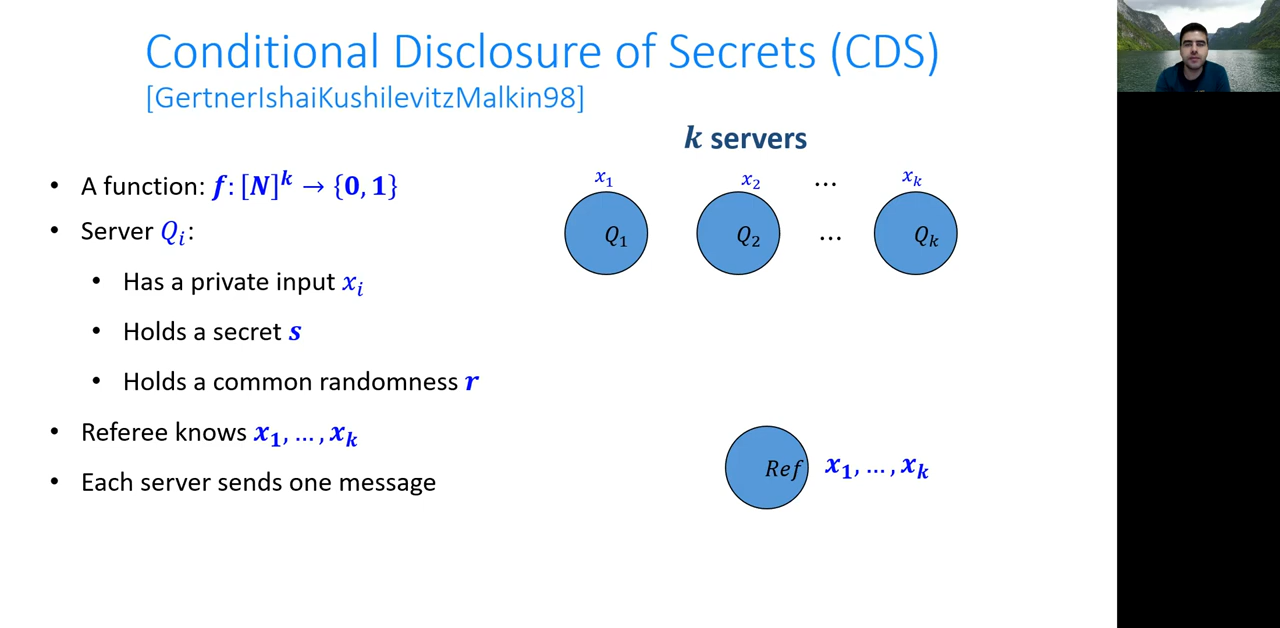 Conditional Disclosure of Secrets (CDS)
[GertnerIshaiKushilevitzMalkin98]
k servers
• A function: f: [N]^k → {0, 1}
• Server Q_i:
• Has a private input x_i
• Holds a secret s
• Holds a common randomness r
• Referee knows x_1, … , x_k
• Each server sends one message
x_1 x_2 … x_k
Q_1 Q_2 … Q_k
Ref x_1, … , x_k